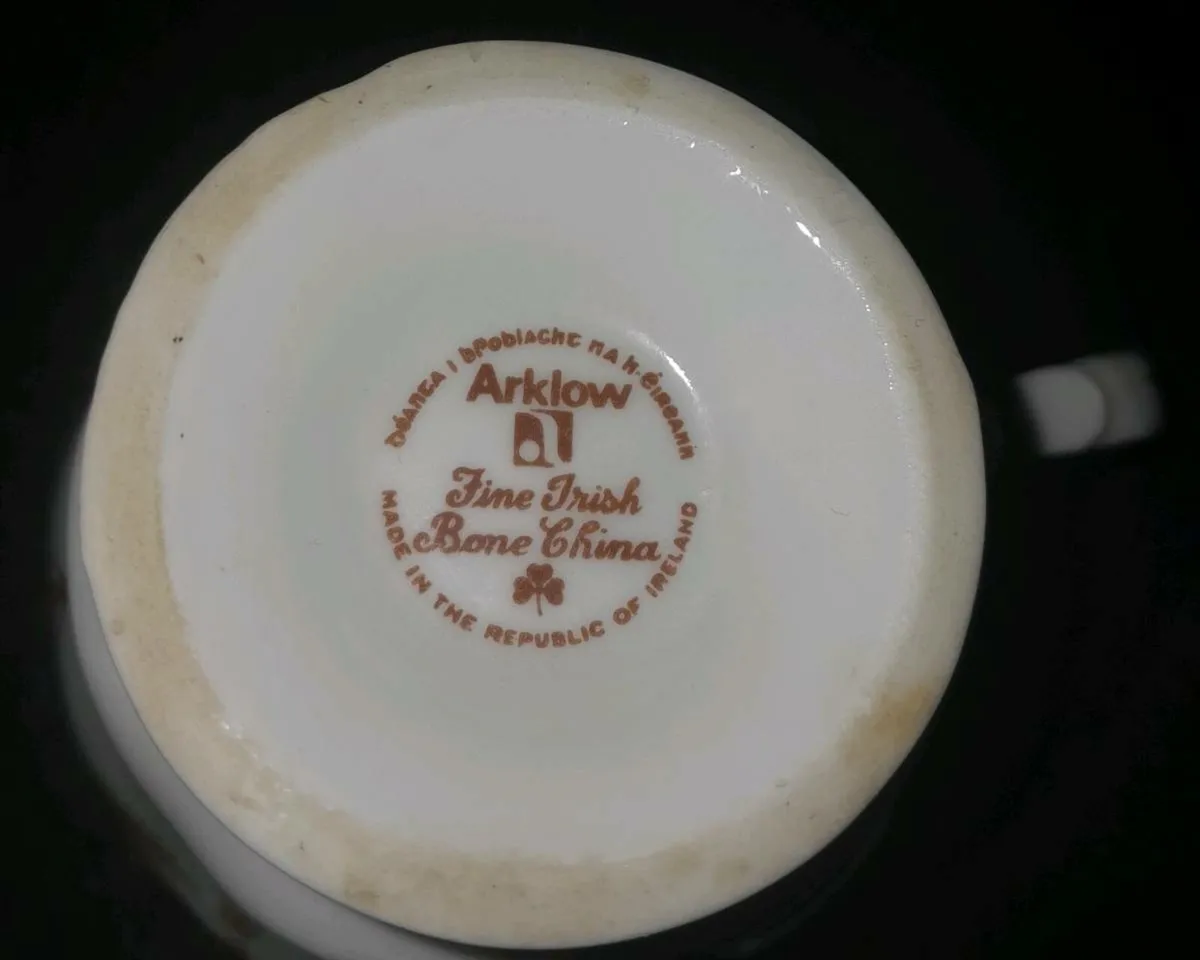 Déanta i bPoblacht na h-Éireann
Arklow
Fine Irish
Bone China
MADE IN THE REPUBLIC OF IRELAND